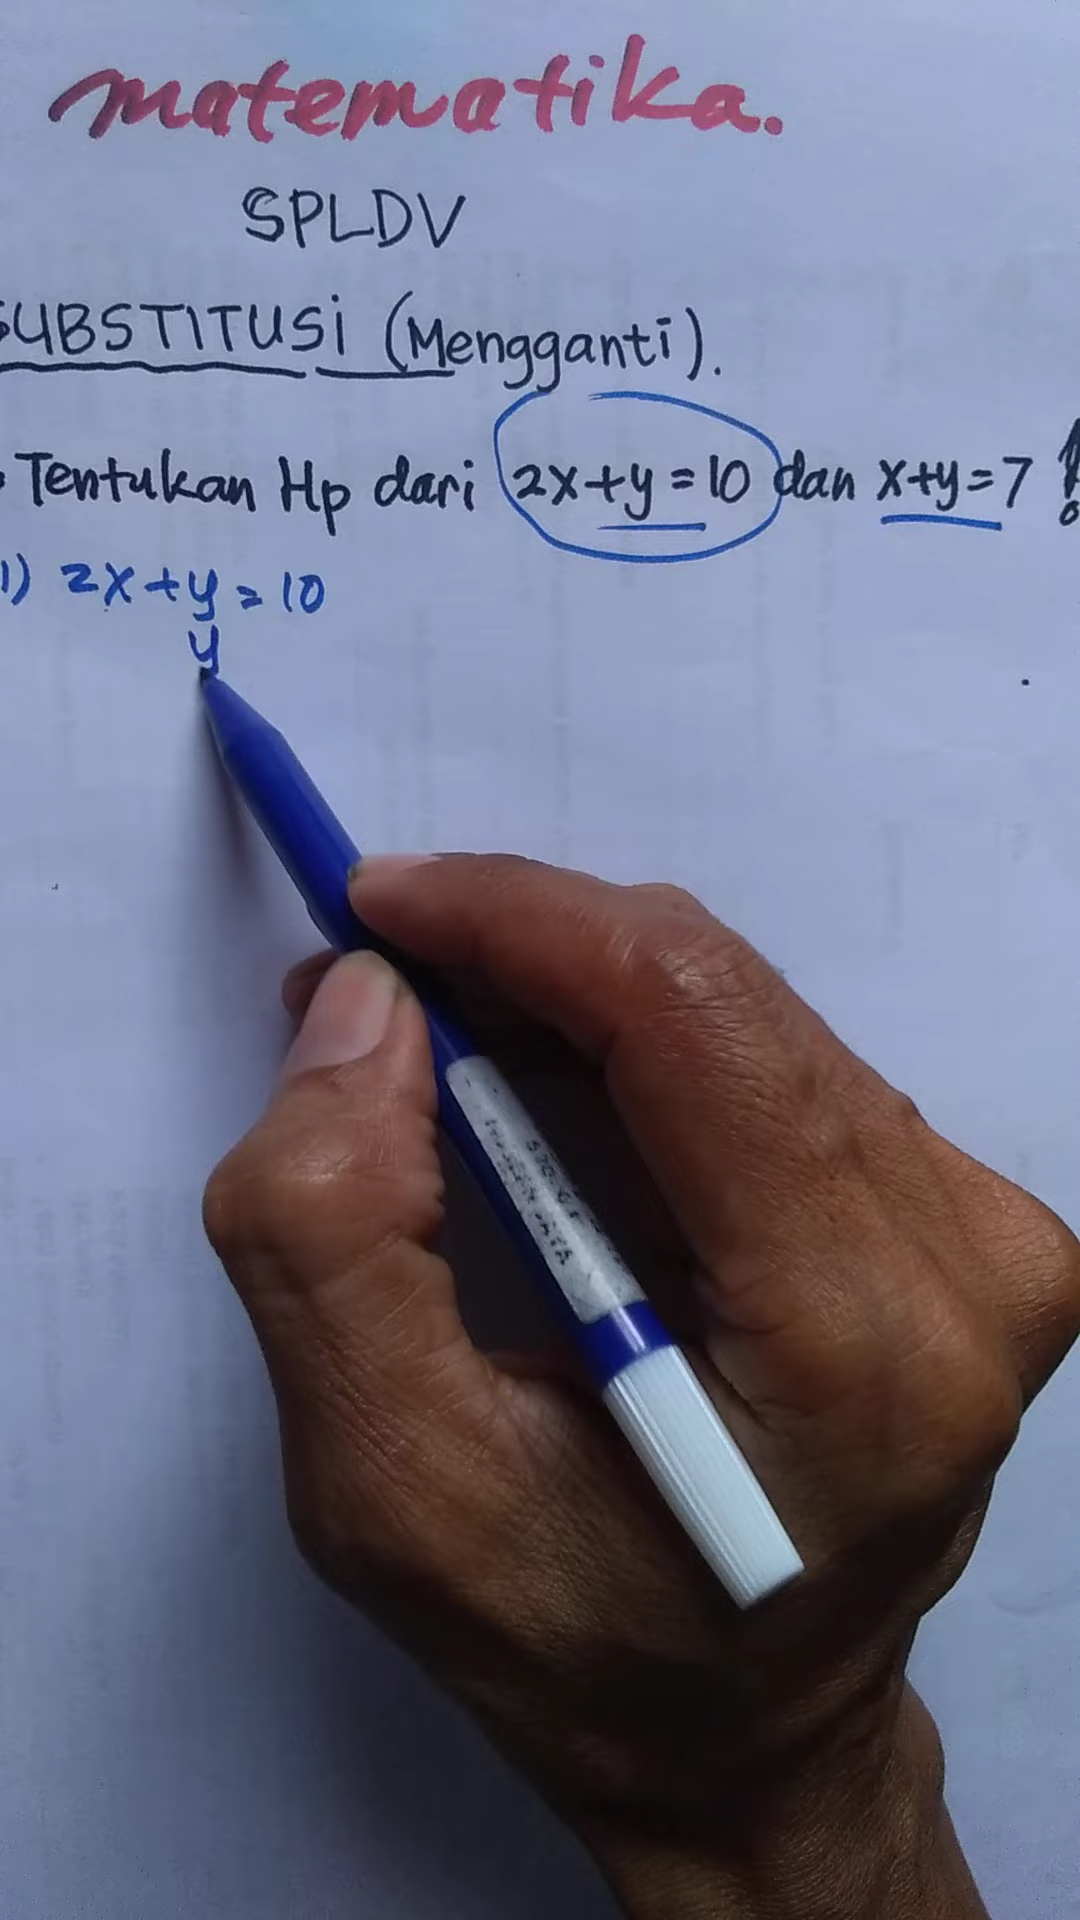 matematika.
SPLDV
SUBSTITUSi (Mengganti).
Tentukan Hp dari 2x+y=10 dan x+y=7 !
1) 2x+y=10
y